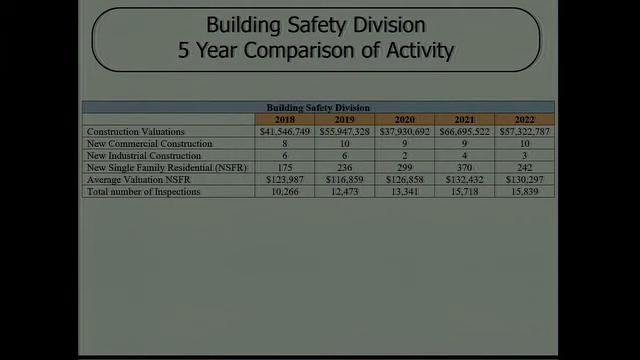 Building Safety Division
5 Year Comparison of Activity
Building Safety Division
2018 2019 2020 2021 2022
Construction Valuations $41,546,749 $55,947,328 $37,930,692 $66,695,522 $57,322,787
New Commercial Construction 8 10 9 9 10
New Industrial Construction 6 6 2 4 3
New Single Family Residential (NSFR) 175 236 299 370 242
Average Valuation NSFR $123,987 $116,859 $126,858 $132,432 $130,297
Total number of Inspections 10,266 12,473 13,341 15,718 15,839